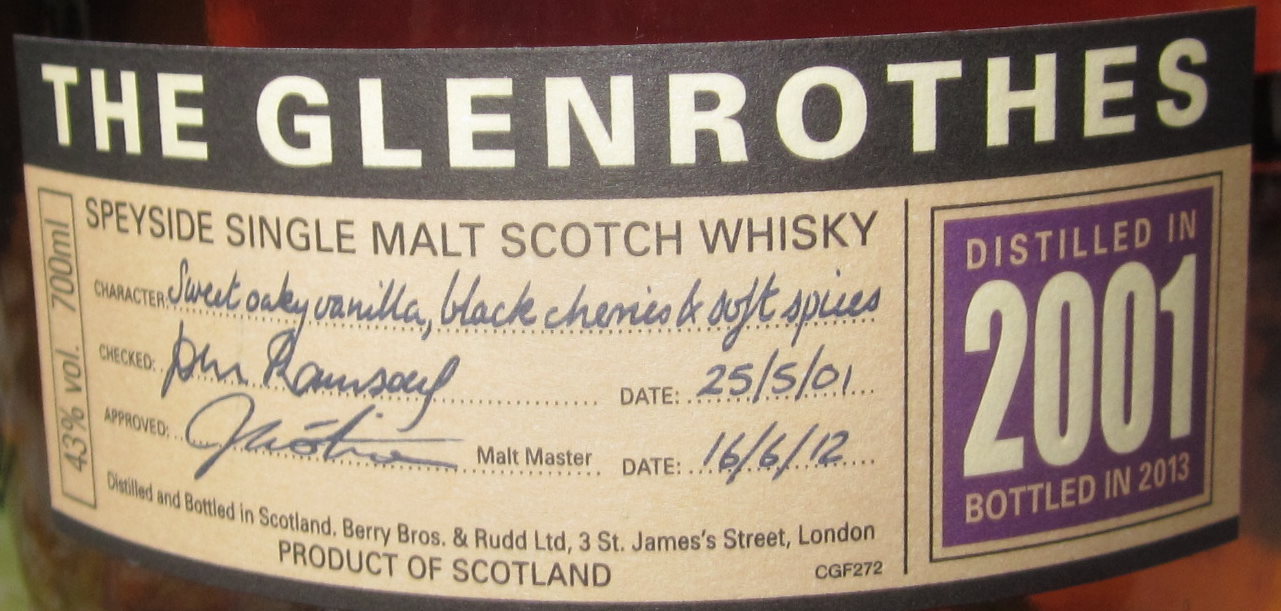 THE GLENROTHES
43% vol. 700ml
SPEYSIDE SINGLE MALT SCOTCH WHISKY
CHARACTER: Sweet oaky vanilla, black cherries & soft spices
CHECKED: John Ramsay DATE: 25/5/01
APPROVED: Malt Master DATE: 16/6/12
Distilled and Bottled in Scotland. Berry Bros. & Rudd Ltd, 3 St. James's Street, London
PRODUCT OF SCOTLAND
CGF272
DISTILLED IN
2001
BOTTLED IN 2013